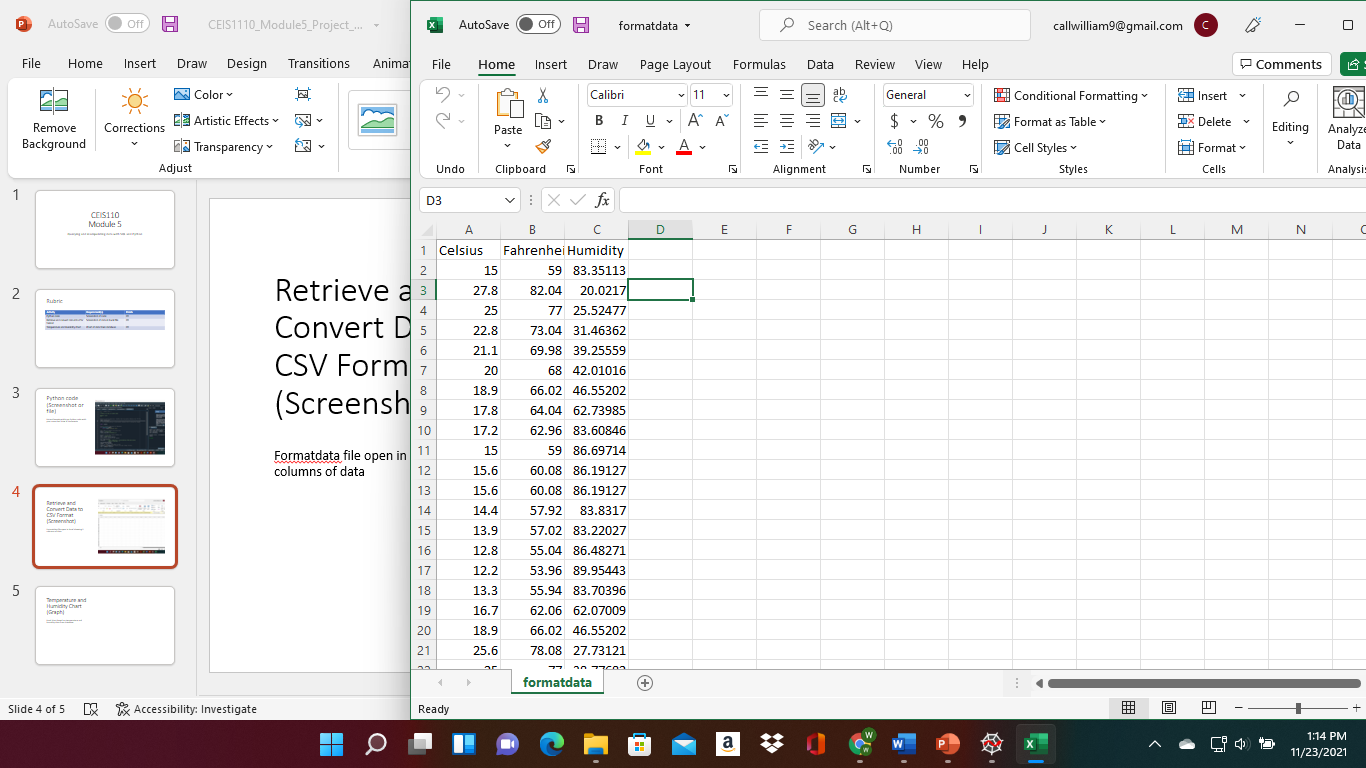 AutoSave Off CEIS1110_Module5_Project_...
File Home Insert Draw Design Transitions Anima
Remove Background
Corrections
Color
Artistic Effects
Transparency
Adjust
1
CEIS110
Module 5
2
Rubric
3
Python code
(Screenshot or
file)
4
Retrieve and
Convert Date to
CSV Format
(Screenshot)
5
Temperature and
Humidity Chart
(Graph)
Retrieve a
Convert D
CSV Form
(Screensh
Formatdata file open in
columns of data
Slide 4 of 5 Accessibility: Investigate
AutoSave Off formatdata Search (Alt+Q) callwilliam9@gmail.com C
File Home Insert Draw Page Layout Formulas Data Review View Help Comments S
Paste
Calibri 11
B I U A A
A
ab
General
$ % 9
Conditional Formatting
Format as Table
Cell Styles
Insert
Delete
Format
Editing
Analyze
Data
Undo Clipboard Font Alignment Number Styles Cells Analysis
D3 fx
A B C D E F G H I J K L M N
1 Celsius Fahrenhei Humidity
2 15 59 83.35113
3 27.8 82.04 20.0217
4 25 77 25.52477
5 22.8 73.04 31.46362
6 21.1 69.98 39.25559
7 20 68 42.01016
8 18.9 66.02 46.55202
9 17.8 64.04 62.73985
10 17.2 62.96 83.60846
11 15 59 86.69714
12 15.6 60.08 86.19127
13 15.6 60.08 86.19127
14 14.4 57.92 83.8317
15 13.9 57.02 83.22027
16 12.8 55.04 86.48271
17 12.2 53.96 89.95443
18 13.3 55.94 83.70396
19 16.7 62.06 62.07009
20 18.9 66.02 46.55202
21 25.6 78.08 27.73121
22 25 77
formatdata
Ready
1:14 PM
11/23/2021